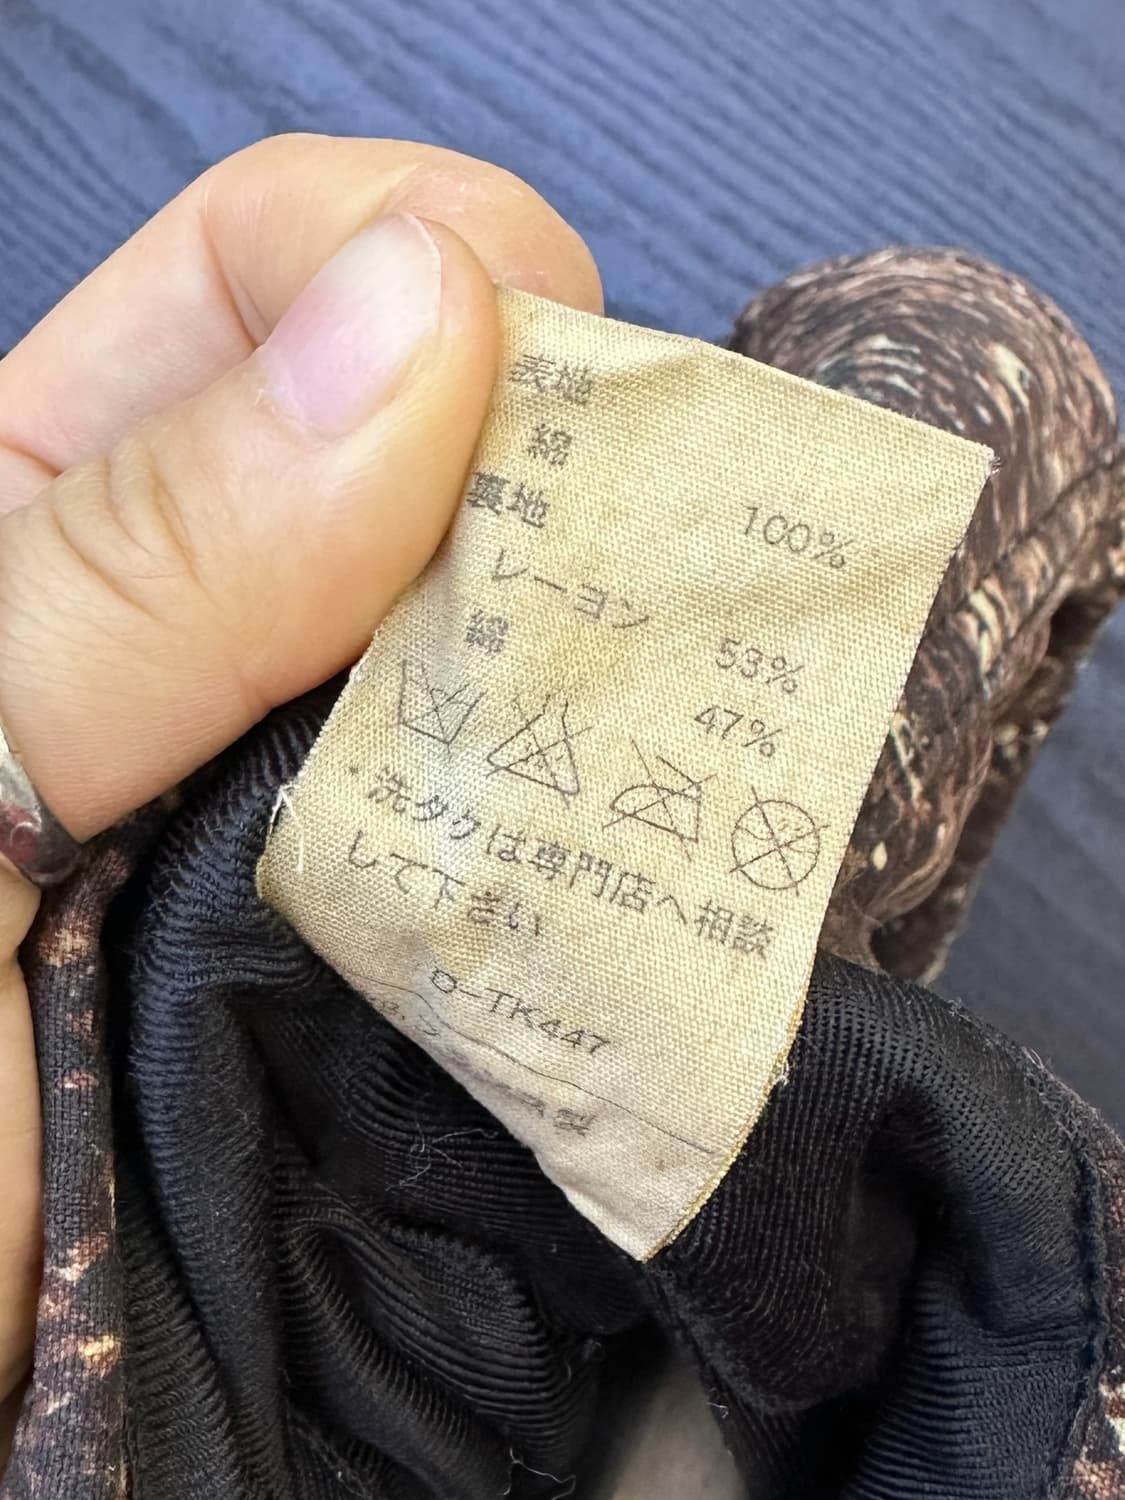 表地
綿 100%
裏地
レーヨン 53%
綿 47%
洗タクは専門店へ相談
して下さい
O-TK447